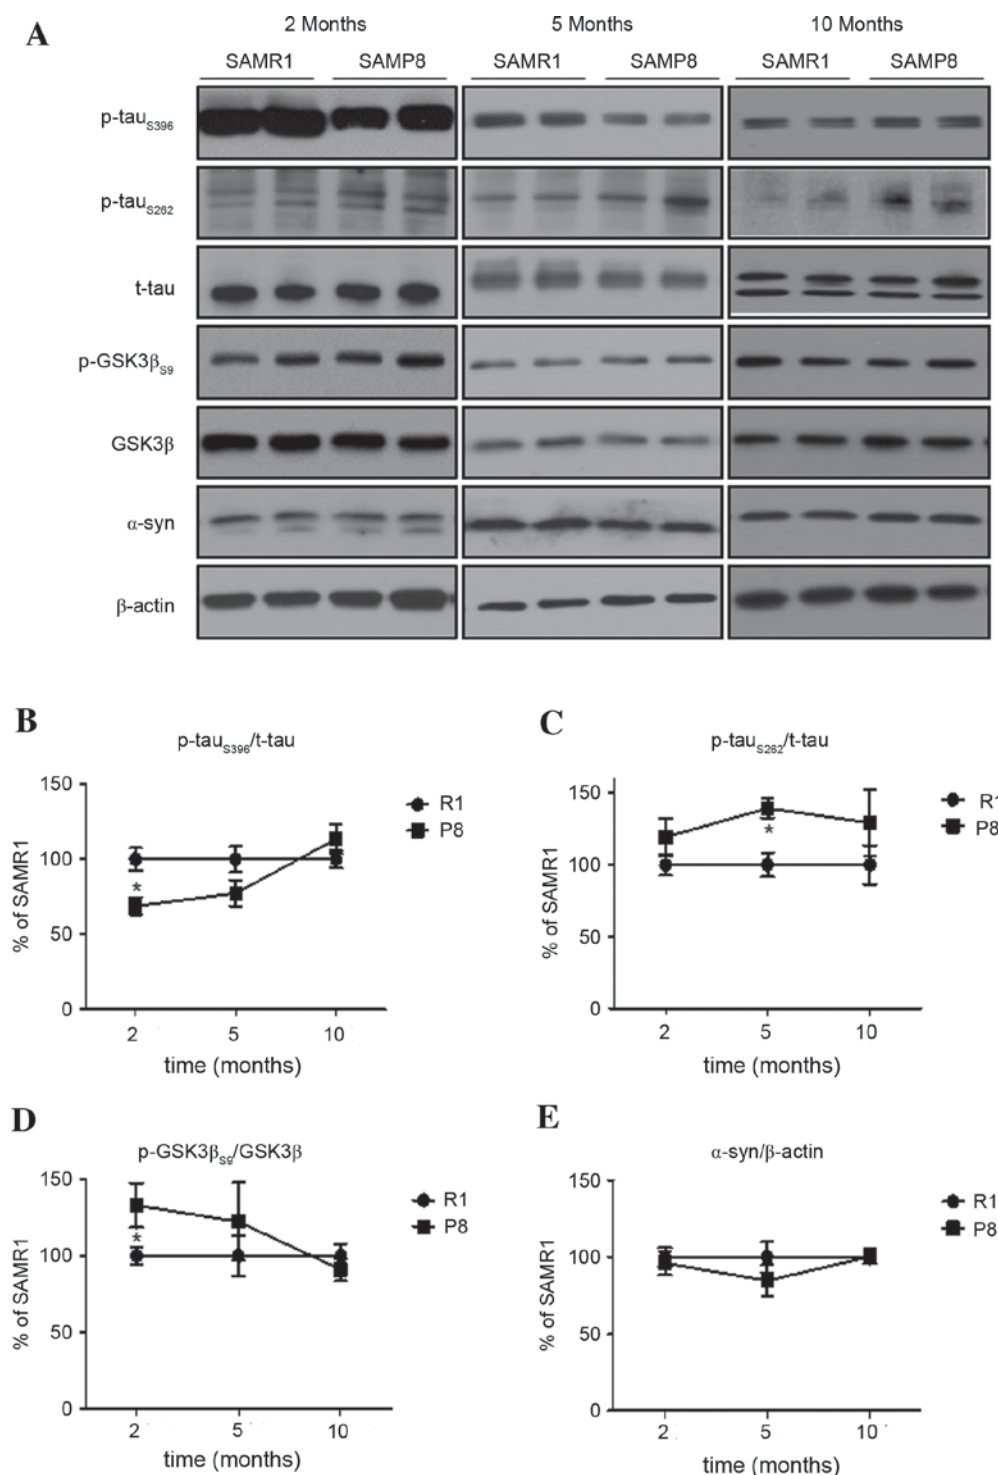 A
2 Months 5 Months 10 Months
SAMR1 SAMP8 SAMR1 SAMP8 SAMR1 SAMP8
p-tauS396
p-tauS262
t-tau
p-GSK3βS9
GSK3β
α-syn
β-actin
B
p-tauS396/t-tau
% of SAMR1
150
100
50
0
*
R1
P8
2 5 10
time (months)
C
p-tauS262/t-tau
% of SAMR1
150
100
50
0
*
R1
P8
2 5 10
time (months)
D
p-GSK3βS9/GSK3β
% of SAMR1
150
100
50
0
*
R1
P8
2 5 10
time (months)
E
α-syn/β-actin
% of SAMR1
150
100
50
0
R1
P8
2 5 10
time (months)